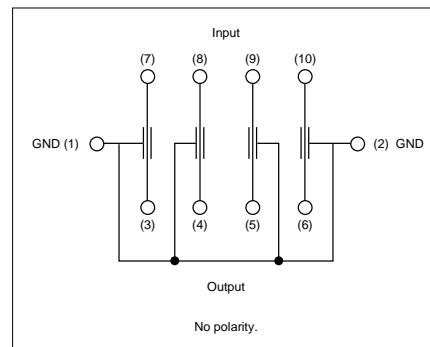 Input
(7) (8) (9) (10)
GND (1) (2) GND
(3) (4) (5) (6)
Output
No polarity.